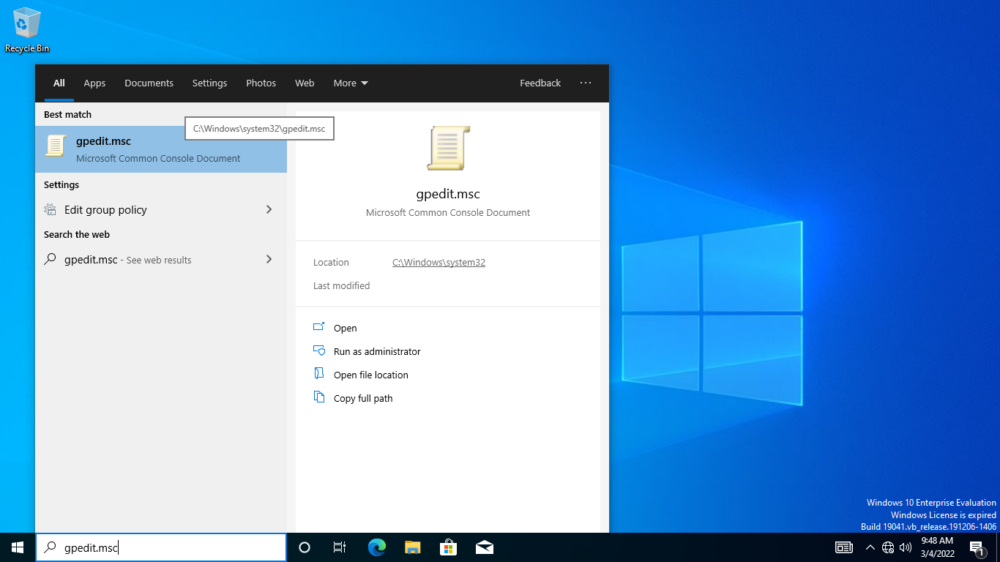 Recycle Bin
All Apps Documents Settings Photos Web More Feedback ...
Best match
C:\Windows\system32\gpedit.msc
gpedit.msc
Microsoft Common Console Document
Settings
Edit group policy
Search the web
gpedit.msc - See web results
gpedit.msc
Microsoft Common Console Document
Location C:\Windows\system32
Last modified
Open
Run as administrator
Open file location
Copy full path
Windows 10 Enterprise Evaluation
Windows License is expired
Build 19041.vb_release.191206-1406
gpedit.msc
9:48 AM
3/4/2022
1